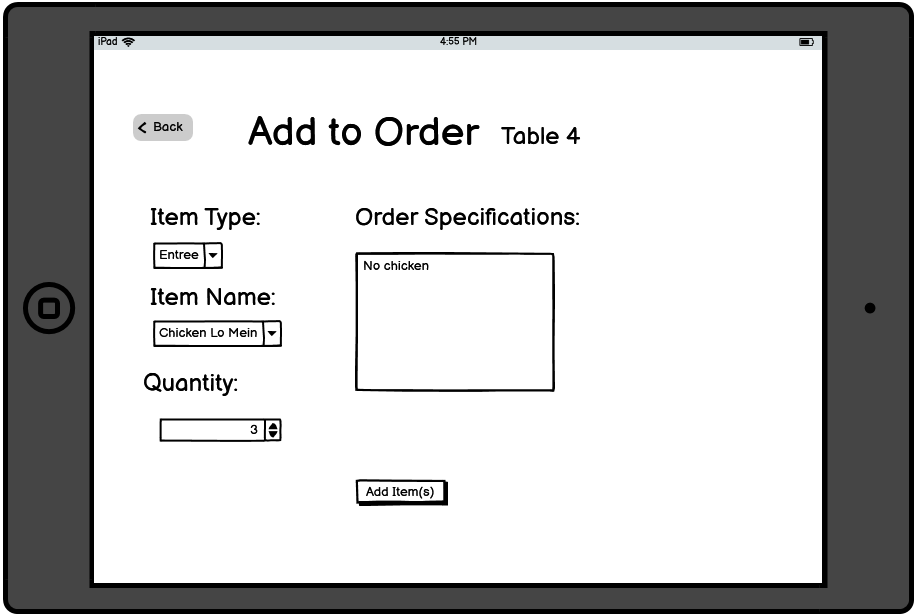 iPad 4:55 PM
Back
Add to Order Table 4
Item Type:
Entree
Item Name:
Chicken Lo Mein
Quantity:
3
Order Specifications:
No chicken
Add Item(s)